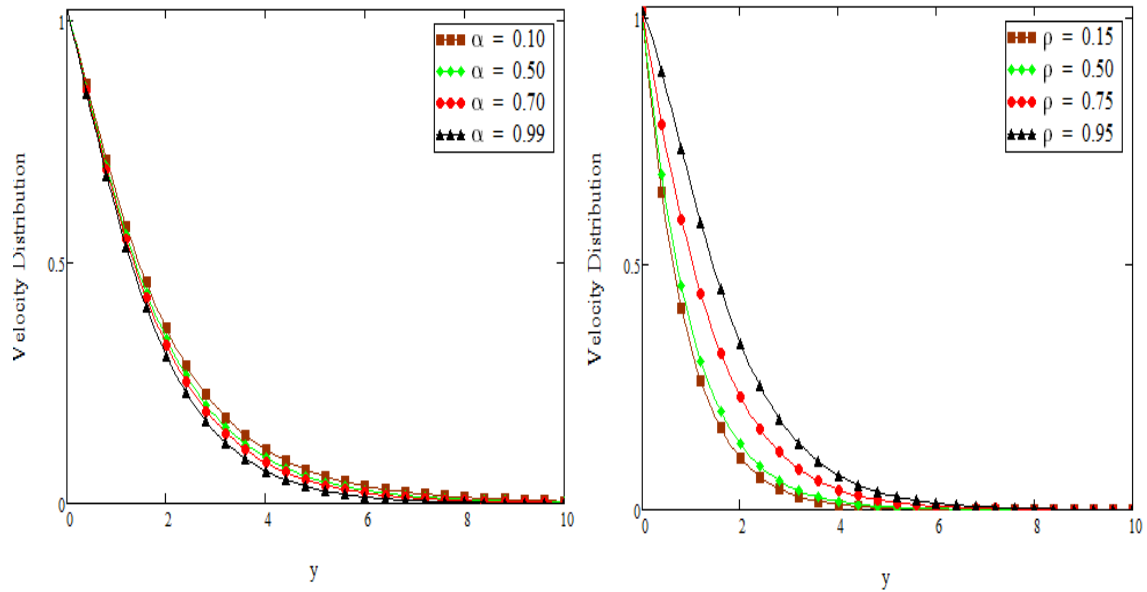 1
0.5
0
0
2
4
6
8
10
y
Velocity Distribution
α = 0.10
α = 0.50
α = 0.70
α = 0.99
1
0.5
0
0
2
4
6
8
10
y
Velocity Distribution
ρ = 0.15
ρ = 0.50
ρ = 0.75
ρ = 0.95